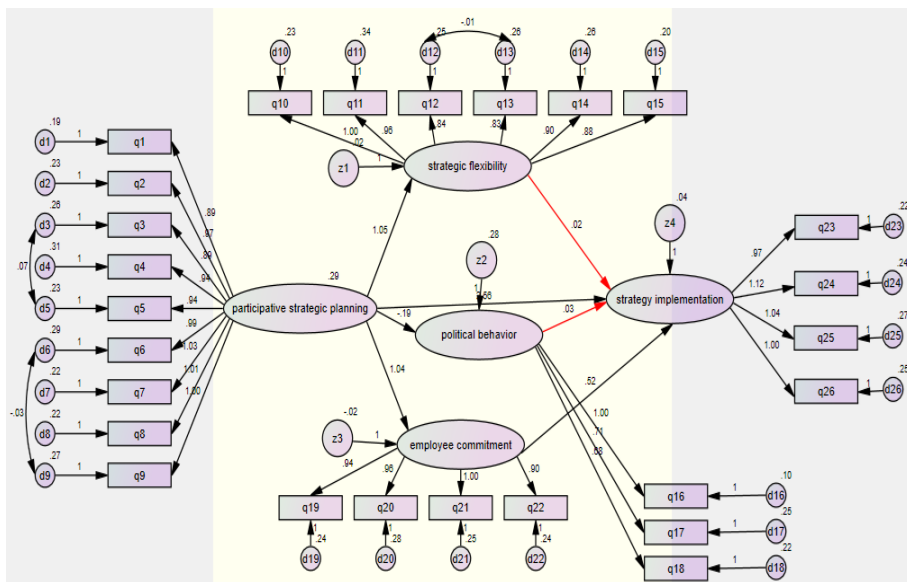 -.01
.23 .34 .25 .26 .26 .20
d10 d11 d12 d13 d14 d15
1 1 1 1 1 1
q10 q11 q12 q13 q14 q15
1.00 .96 .84 .83 .90 .88
.02
z1 1 strategic flexibility
.19
d1 1 q1
.23
d2 1 q2
.26
d3 1 q3
.07
.31
d4 1 q4
.23
d5 1 q5
.29
d6 1 q6
-.03
.22
d7 1 q7
.22
d8 1 q8
.27
d9 1 q9
.89
.97
.89
.94
.94
.99
1.03
1.01
1.00
.29
participative strategic planning
1.05
.02
.28
z2
1
.56
-.19
.03
political behavior
1.04
.04
z4
1
strategy implementation
.52
.97 q23 1 d23 .22
1.12 q24 1 d24 .24
1.04 q25 1 d25 .27
1.00 q26 1 d26
-.02
z3 1 employee commitment
.94 .96 1.00 .90
q19 q20 q21 q22
1 1 1 1
.24 .28 .25 .24
d19 d20 d21 d22
1.00
.71
q16 1 d16 .10
q17 1 d17 .25
q18 1 d18 .22